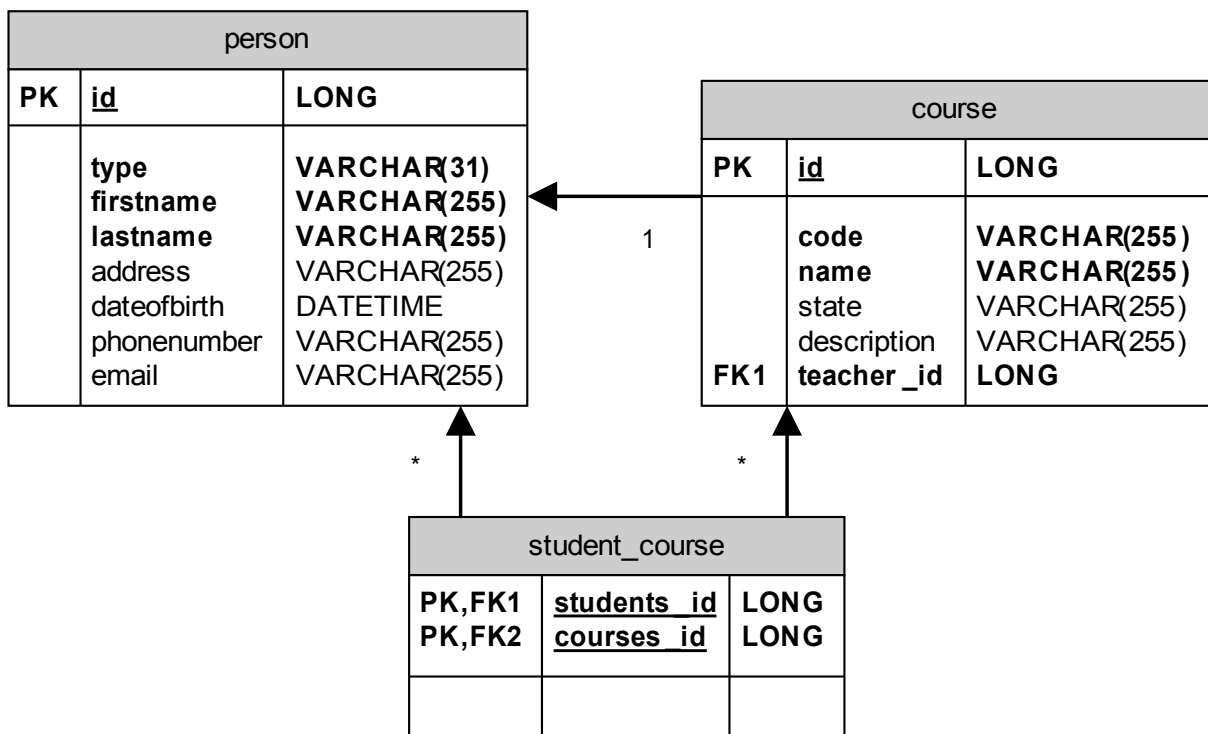 person
PK id LONG
type VARCHAR(31)
firstname VARCHAR(255)
lastname VARCHAR(255)
address VARCHAR(255)
dateofbirth DATETIME
phonenumber VARCHAR(255)
email VARCHAR(255)
1
course
PK id LONG
code VARCHAR(255)
name VARCHAR(255)
state VARCHAR(255)
description VARCHAR(255)
FK1 teacher_id LONG
*
*
student_course
PK,FK1 students_id LONG
PK,FK2 courses_id LONG